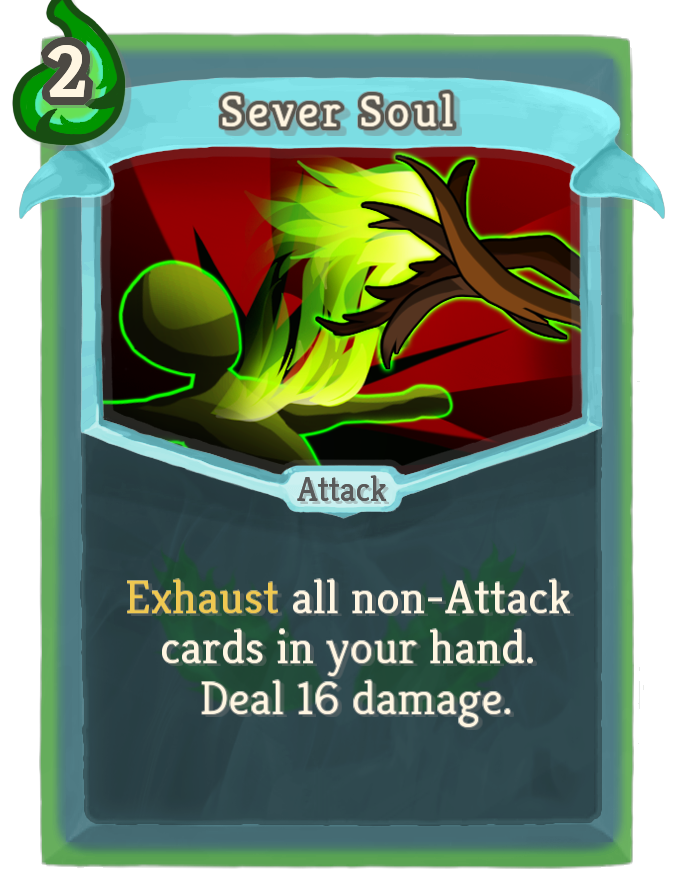 2
Sever Soul
Attack
Exhaust all non-Attack
cards in your hand.
Deal 16 damage.